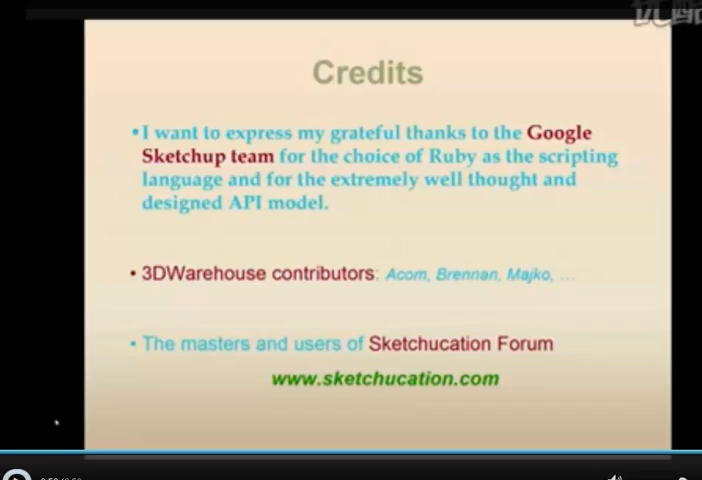 优酷
Credits
•I want to express my grateful thanks to the Google
Sketchup team for the choice of Ruby as the scripting
language and for the extremely well thought and
designed API model.
• 3DWarehouse contributors: Acom, Brennan, Majko, ...
• The masters and users of Sketchucation Forum
www.sketchucation.com